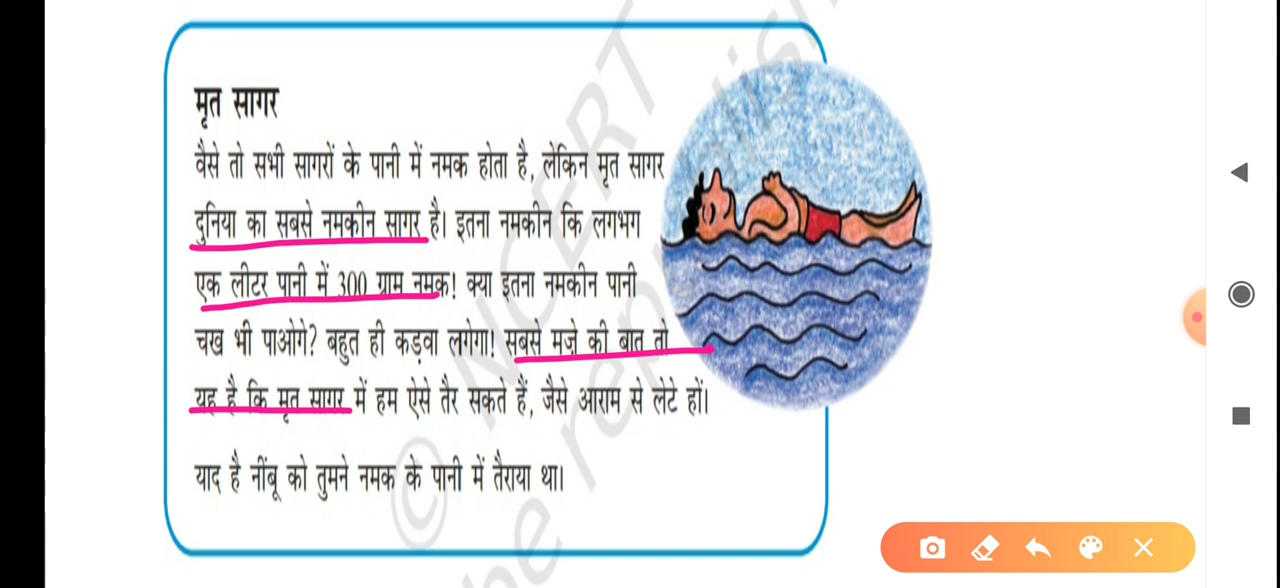 मृत सागर
वैसे तो सभी सागरों के पानी में नमक होता है, लेकिन मृत सागर
दुनिया का सबसे नमकीन सागर है। इतना नमकीन कि लगभग
एक लीटर पानी में 300 ग्राम नमक! क्या इतना नमकीन पानी
चख भी पाओगे? बहुत ही कड़वा लगेगा! सबसे मज़े की बात तो
यह है कि मृत सागर में हम ऐसे तैर सकते हैं, जैसे आराम से लेटे हों।
याद है नींबू को तुमने नमक के पानी में तैराया था।
© NCERT